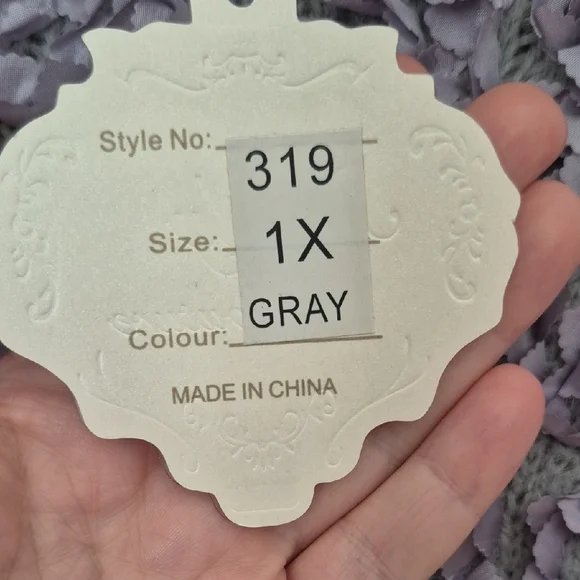 Style No: 319
Size: 1X
Colour: GRAY
MADE IN CHINA